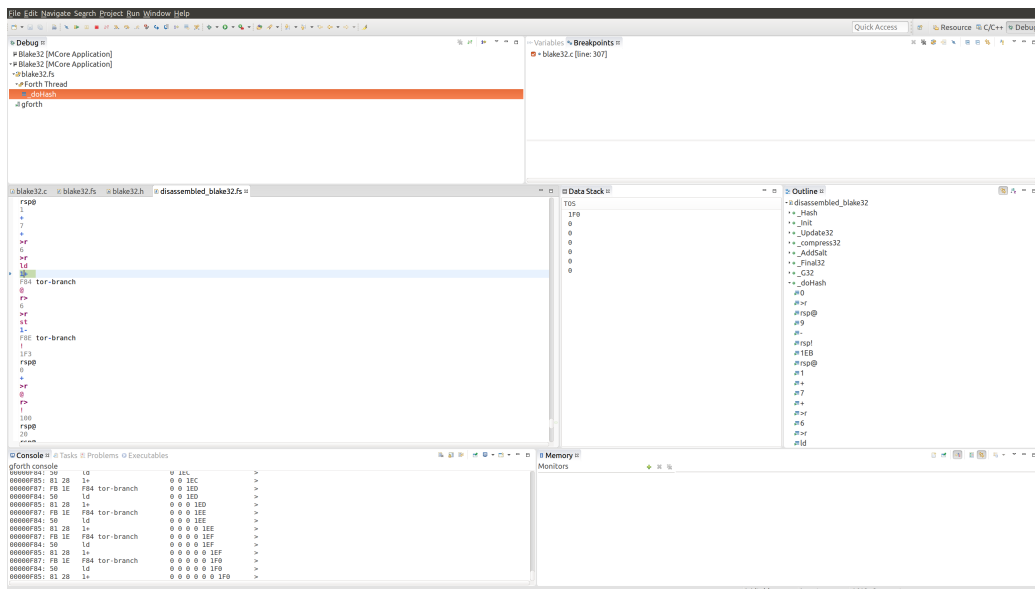 File Edit Navigate Search Project Run Window Help
Quick Access
Resource
C/C++
Debug
Debug
Blake32 [MCore Application]
Blake32 [MCore Application]
blake32.fs
Forth Thread
_doHash
gforth
Variables
Breakpoints
blake32.c [line: 307]
blake32.c
blake32.fs
blake32.h
disassembled_blake32.fs
rsp@
1
+
7
+
>r
6
>r
ld
1+
F84 tor-branch
@
r>
6
>r
st
1-
F8E tor-branch
!
1F3
rsp@
0
+
>r
@
r>
!
100
rsp@
20
Data Stack
TOS
1F0
0
0
0
0
0
0
Outline
disassembled_blake32
_Hash
_Init
_Update32
_compress32
_AddSalt
_Final32
_G32
_doHash
0
>r
rsp@
9
-
rsp!
1EB
rsp@
1
+
7
+
>r
6
>r
ld
Console
Tasks
Problems
Executables
gforth console
00000F84: 50 ld 0 1EC >
00000F85: 81 28 1+ 0 0 1EC >
00000F87: FB 1E F84 tor-branch 0 0 1ED >
00000F84: 50 ld 0 0 1ED >
00000F85: 81 28 1+ 0 0 0 1ED >
00000F87: FB 1E F84 tor-branch 0 0 0 1EE >
00000F84: 50 ld 0 0 0 1EE >
00000F85: 81 28 1+ 0 0 0 0 1EE >
00000F87: FB 1E F84 tor-branch 0 0 0 0 1EF >
00000F84: 50 ld 0 0 0 0 1EF >
00000F85: 81 28 1+ 0 0 0 0 0 1EF >
00000F87: FB 1E F84 tor-branch 0 0 0 0 0 1F0 >
00000F84: 50 ld 0 0 0 0 0 1F0 >
00000F85: 81 28 1+ 0 0 0 0 0 0 1F0 >
Memory
Monitors